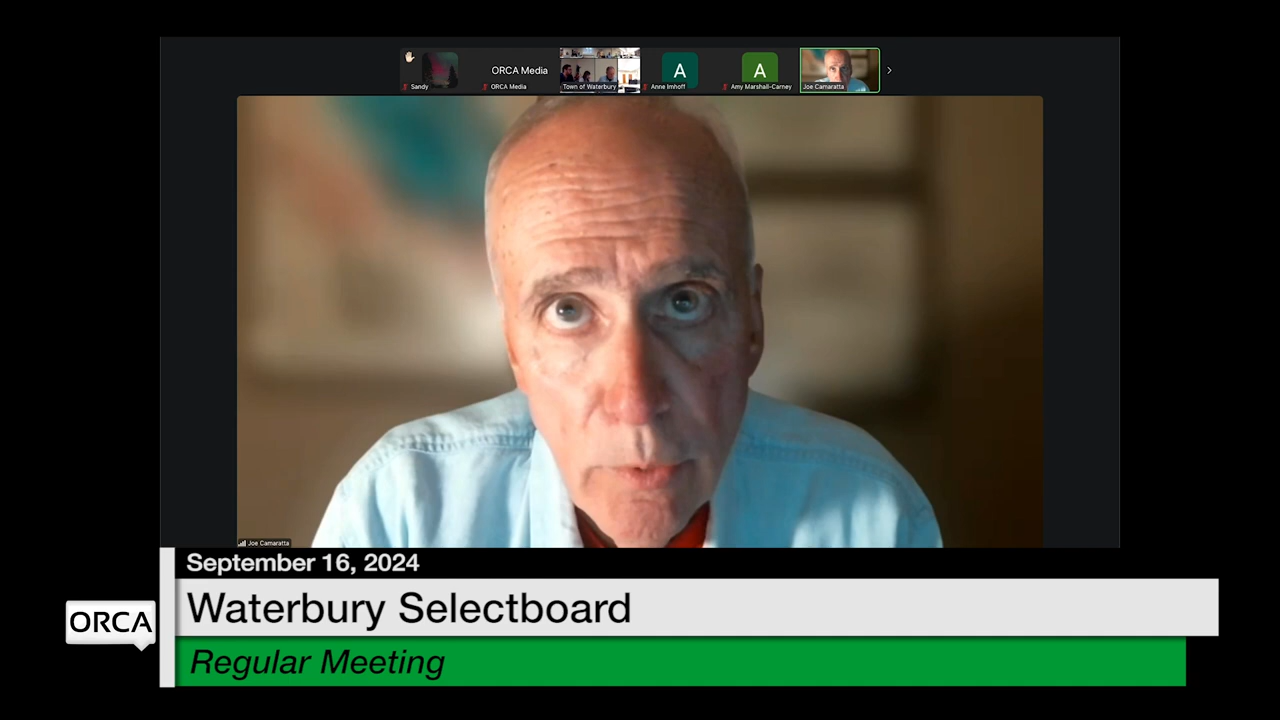 ORCA Media
A
A
Sandy
ORCA Media
Town of Waterbury
Anne Imhoff
Amy Marshall-Carney
Joe Camaratta
Joe Camaratta
September 16, 2024
Waterbury Selectboard
ORCA
Regular Meeting